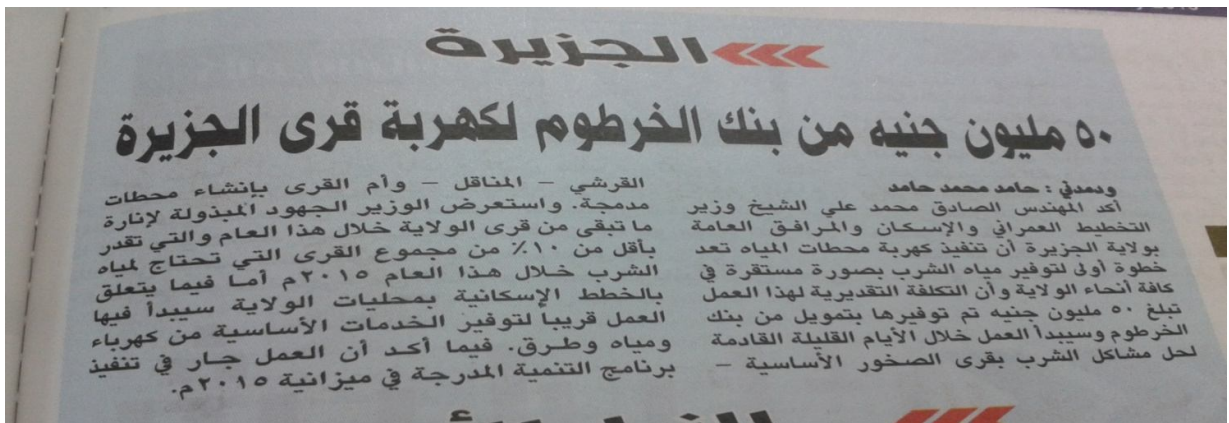 الجزيرة
٥٠ مليون جنيه من بنك الخرطوم لكهربة قرى الجزيرة
ودمدني : حامد محمد حامد
أكد المهندس الصادق محمد علي الشيخ وزير
التخطيط العمراني والإسكان والمرافق العامة
بولاية الجزيرة أن تنفيذ كهربة محطات المياه تعد
خطوة أولى لتوفير مياه الشرب بصورة مستقرة في
كافة أنحاء الولاية وأن التكلفة التقديرية لهذا العمل
تبلغ ٥٠ مليون جنيه تم توفيرها بتمويل من بنك
الخرطوم وسيبدأ العمل خلال الأيام القليلة القادمة
لحل مشاكل الشرب بقرى الصخور الأساسية –
القرشي – المناقل – وأم القرى بإنشاء محطات
مدمجة. واستعرض الوزير الجهود المبذولة لإنارة
ما تبقى من قرى الولاية خلال هذا العام والتي تقدر
بأقل من ١٠٪ من مجموع القرى التي تحتاج لمياه
الشرب خلال هذا العام ٢٠١٥م أما فيما يتعلق
بالخطط الإسكانية بمحليات الولاية سيبدأ فيها
العمل قريباً لتوفير الخدمات الأساسية من كهرباء
ومياه وطرق. فيما أكد أن العمل جار في تنفيذ
برنامج التنمية المدرجة في ميزانية ٢٠١٥م.